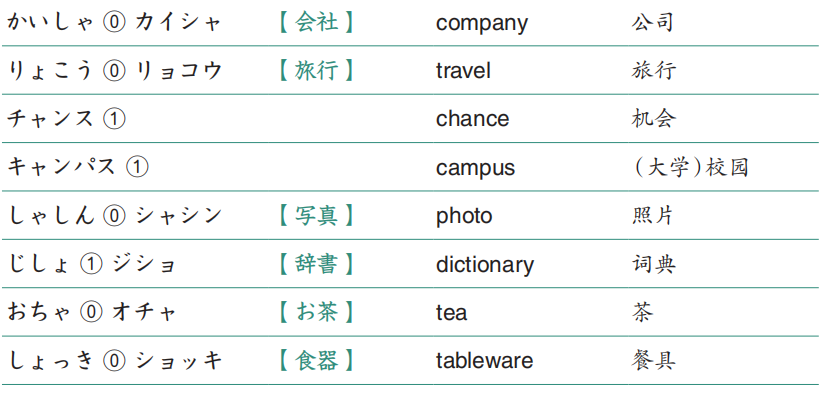 かいしゃ ⓪ カイシャ 【会社】 company 公司
りょこう ⓪ リョコウ 【旅行】 travel 旅行
チャンス ① chance 机会
キャンパス ① campus （大学）校园
しゃしん ⓪ シャシン 【写真】 photo 照片
じしょ ① ジショ 【辞書】 dictionary 词典
おちゃ ⓪ オチャ 【お茶】 tea 茶
しょっき ⓪ ショッキ 【食器】 tableware 餐具